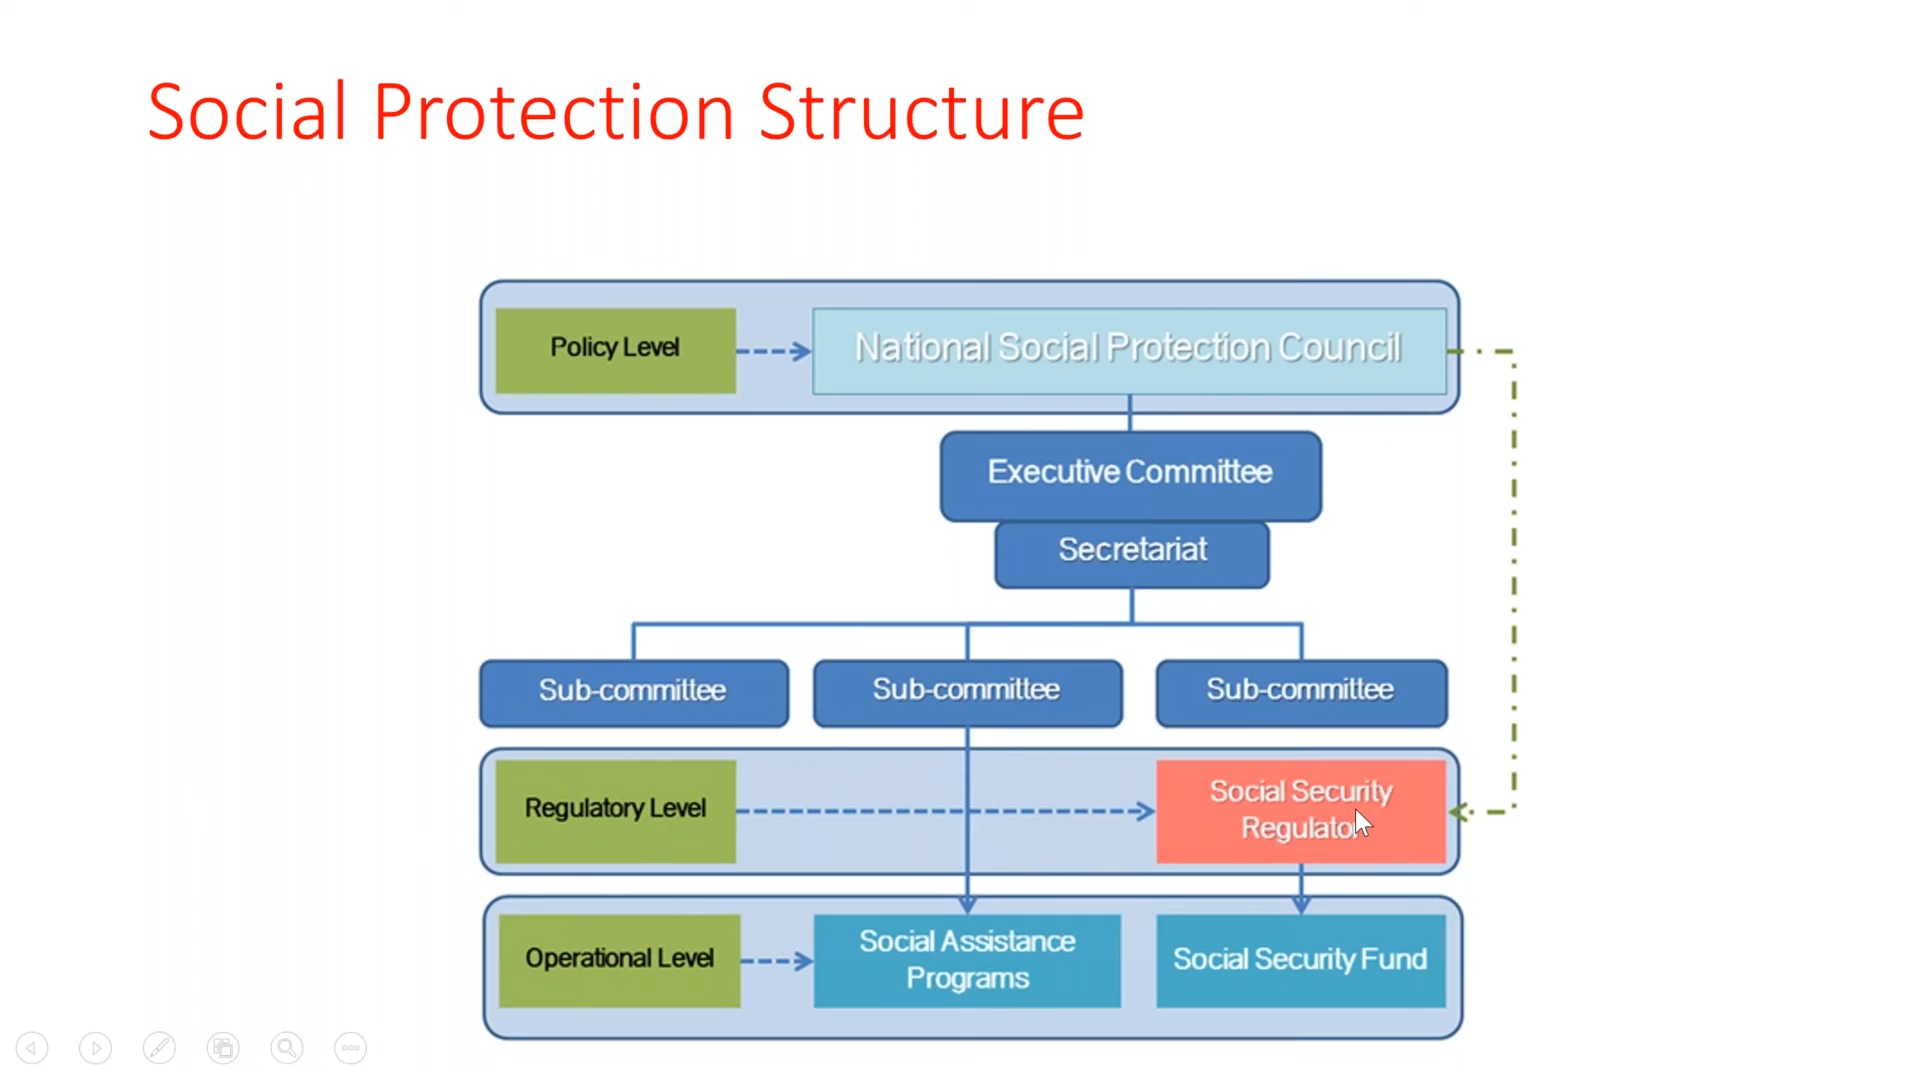 Social Protection Structure
Policy Level
National Social Protection Council
Executive Committee
Secretariat
Sub-committee
Sub-committee
Sub-committee
Regulatory Level
Social Security
Regulator
Operational Level
Social Assistance
Programs
Social Security Fund